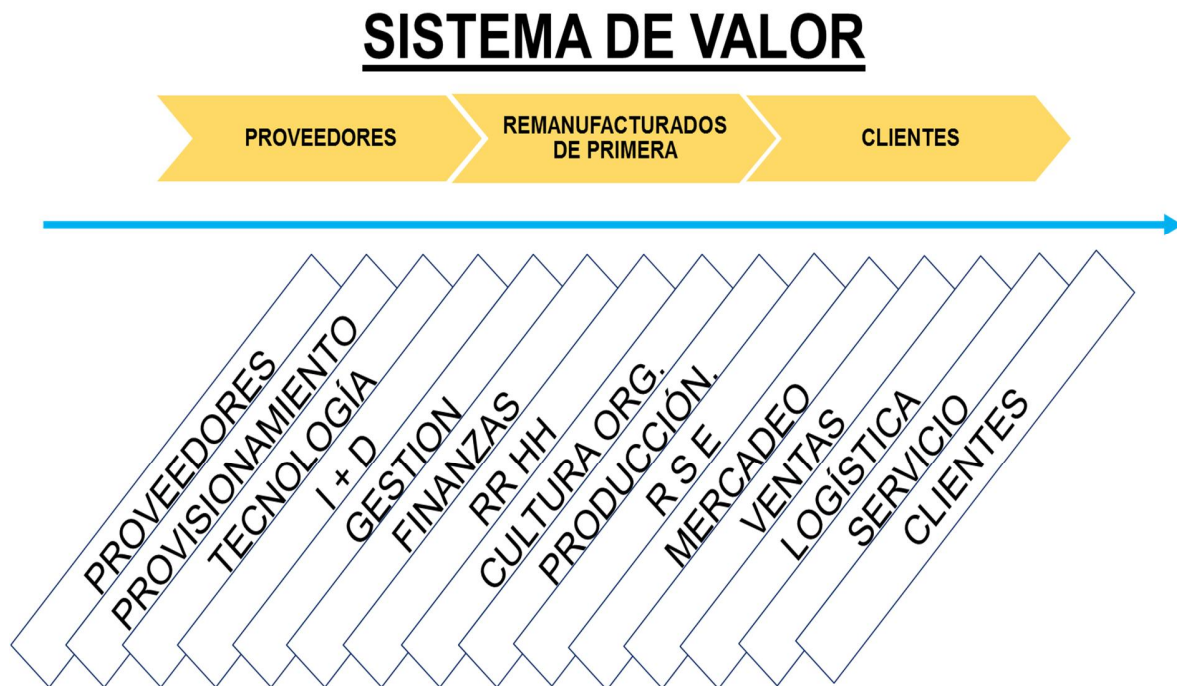 SISTEMA DE VALOR
PROVEEDORES
REMANUFACTURADOS
DE PRIMERA
CLIENTES
PROVEEDORES
PROVISIONAMIENTO
TECNOLOGÍA
I + D
GESTION
FINANZAS
RR HH
CULTURA ORG.
PRODUCCIÓN.
R S E
MERCADEO
VENTAS
LOGÍSTICA
SERVICIO
CLIENTES